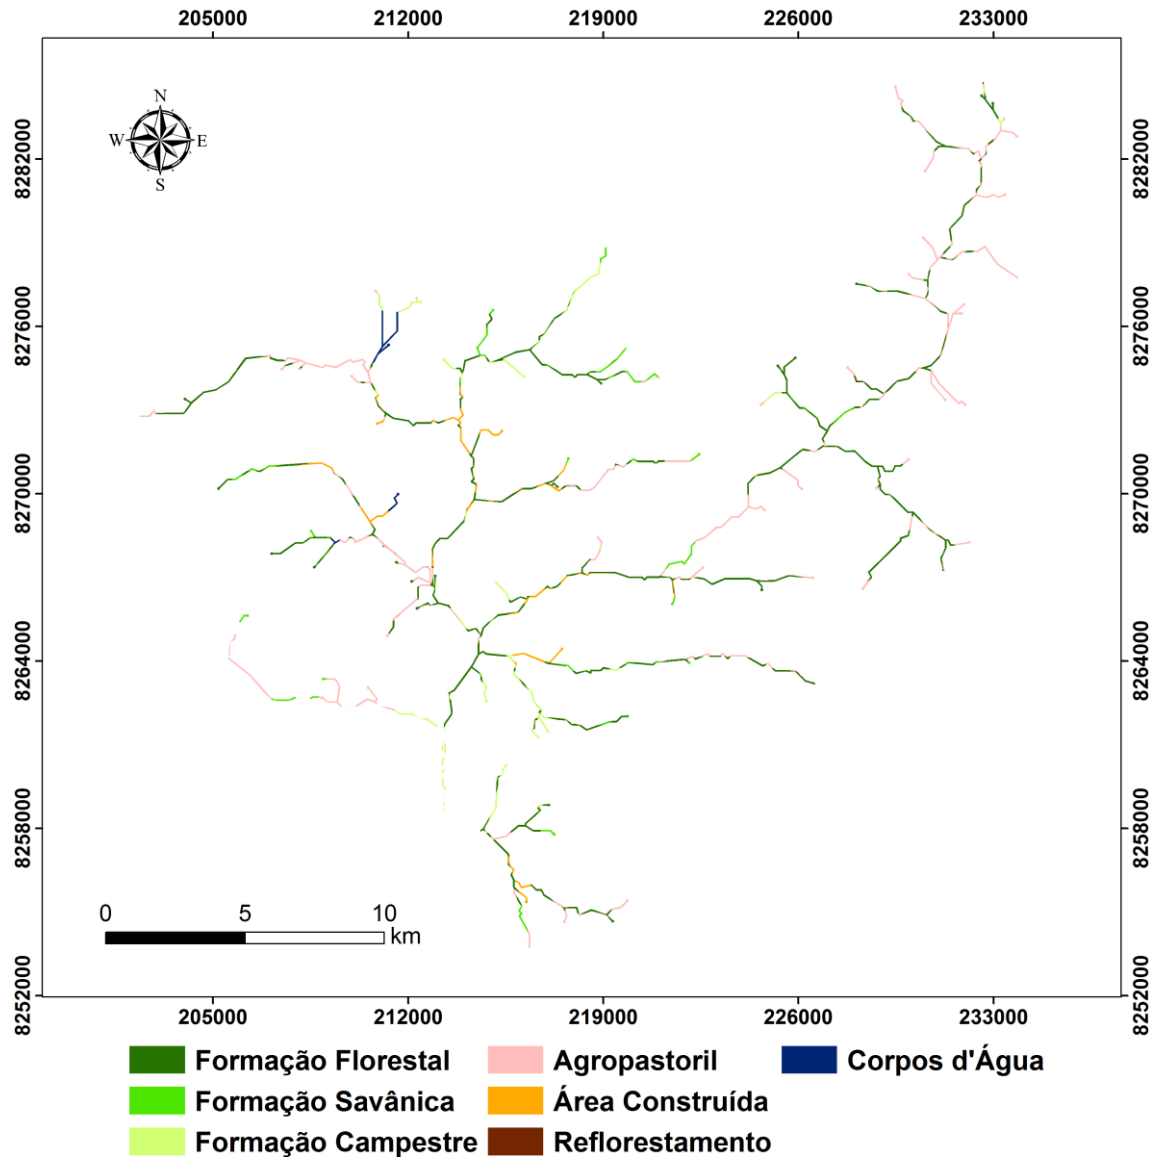 205000 212000 219000 226000 233000
N
W E
S
8282000 8282000
8276000 8276000
8270000 8270000
8264000 8264000
8258000 8258000
8252000 8252000
0 5 10
km
205000 212000 219000 226000 233000
Formação Florestal Agropastoril Corpos d'Água
Formação Savânica Área Construída
Formação Campestre Reflorestamento